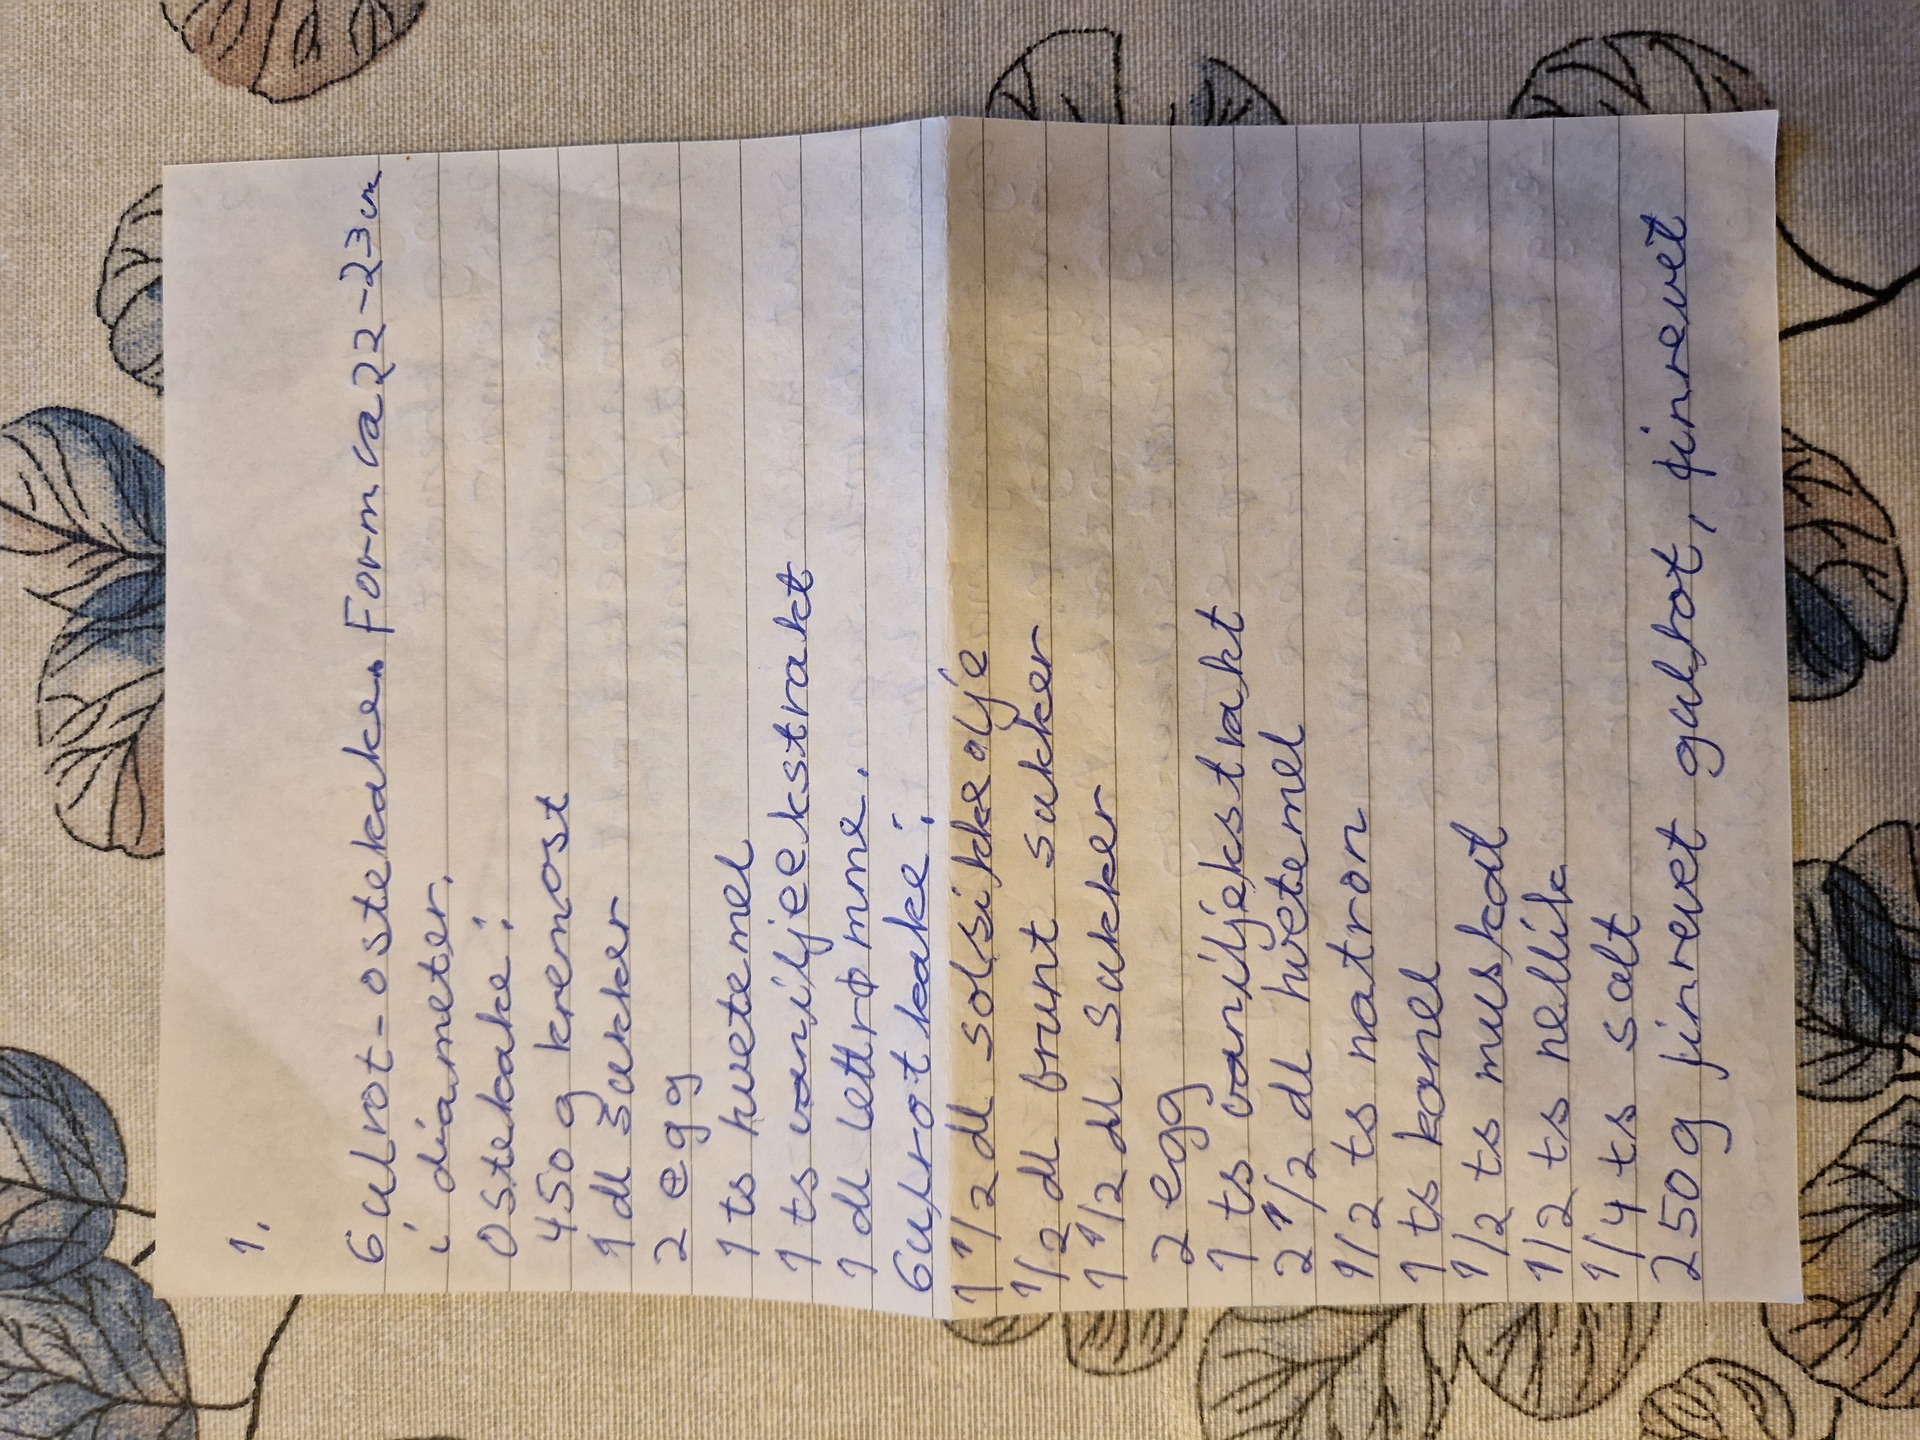 1.
Gulrot-ostekake. Form ca 22-23 cm
i diameter.
Ostekake:
450 g kremost
1 dl sukker
2 egg
1 ts hvetemel
1 ts vaniljeekstrakt
1 dl lettrømme.
Gulrotkake:
1 1/2 dl solsikkeolje
1/2 dl brunt sukker
1 1/2 dl sukker
2 egg
1 ts vaniljekstrakt
2 1/2 dl hvetemel
1/2 ts natron
1 ts kanel
1/2 ts muskat
1/2 ts nellik
1/4 ts salt
250 g finrevet gulrot, finrevet